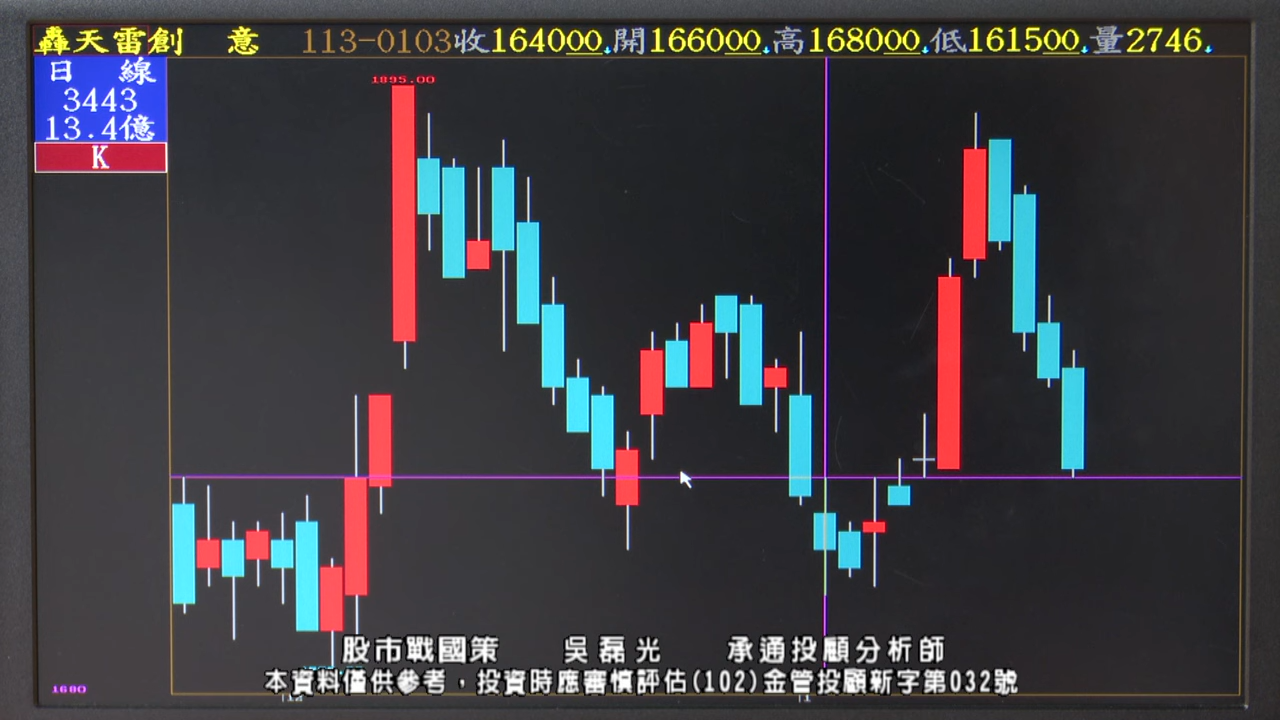 轟天雷創 意 113-0103收164000.開166000.高168000.低161500.量2746.
日 線
3443
13.4億
K
1895.00
股市戰國策 吳磊光 承通投顧分析師
本資料僅供參考，投資時應審慎評估(102)金管投顧新字第032號
1680
12
1